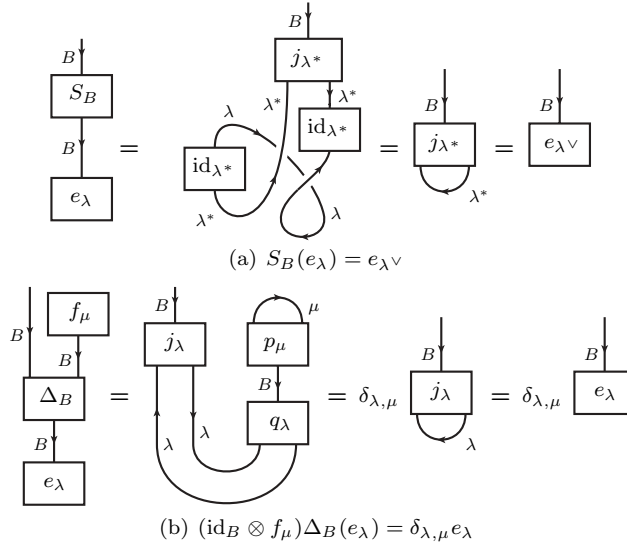 B
S_B
B
e_λ
=
B
j_{λ*}
λ*
λ*
λ
id_{λ*}
id_{λ*}
λ*
λ
=
B
j_{λ*}
λ*
=
B
e_{λ^∨}
(a) S_B(e_λ) = e_{λ^∨}
B
f_μ
B
Δ_B
B
e_λ
=
B
j_λ
λ
λ
μ
p_μ
B
q_λ
= δ_{λ,μ}
B
j_λ
λ
= δ_{λ,μ}
B
e_λ
(b) (id_B ⊗ f_μ)Δ_B(e_λ) = δ_{λ,μ}e_λ